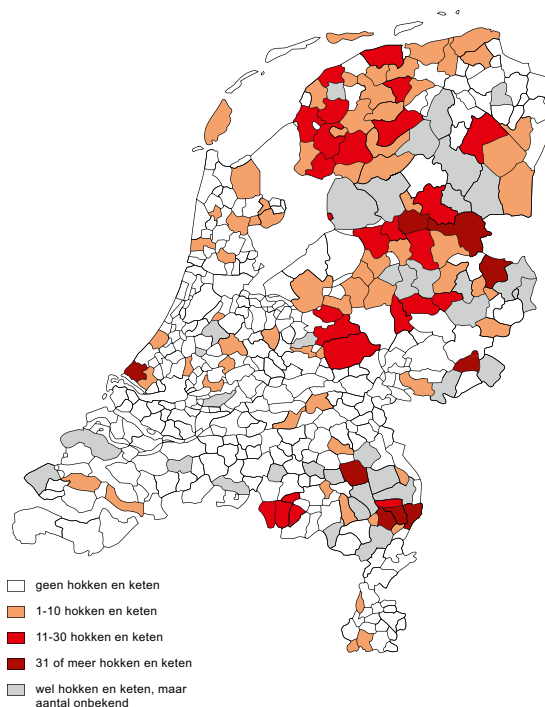 geen hokken en keten
1-10 hokken en keten
11-30 hokken en keten
31 of meer hokken en keten
wel hokken en keten, maar
aantal onbekend